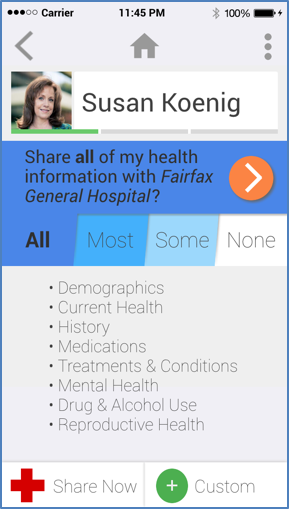 Carrier 11:45 PM 100%
Susan Koenig
Share all of my health
information with Fairfax
General Hospital?
All Most Some None
• Demographics
• Current Health
• History
• Medications
• Treatments & Conditions
• Mental Health
• Drug & Alcohol Use
• Reproductive Health
Share Now + Custom